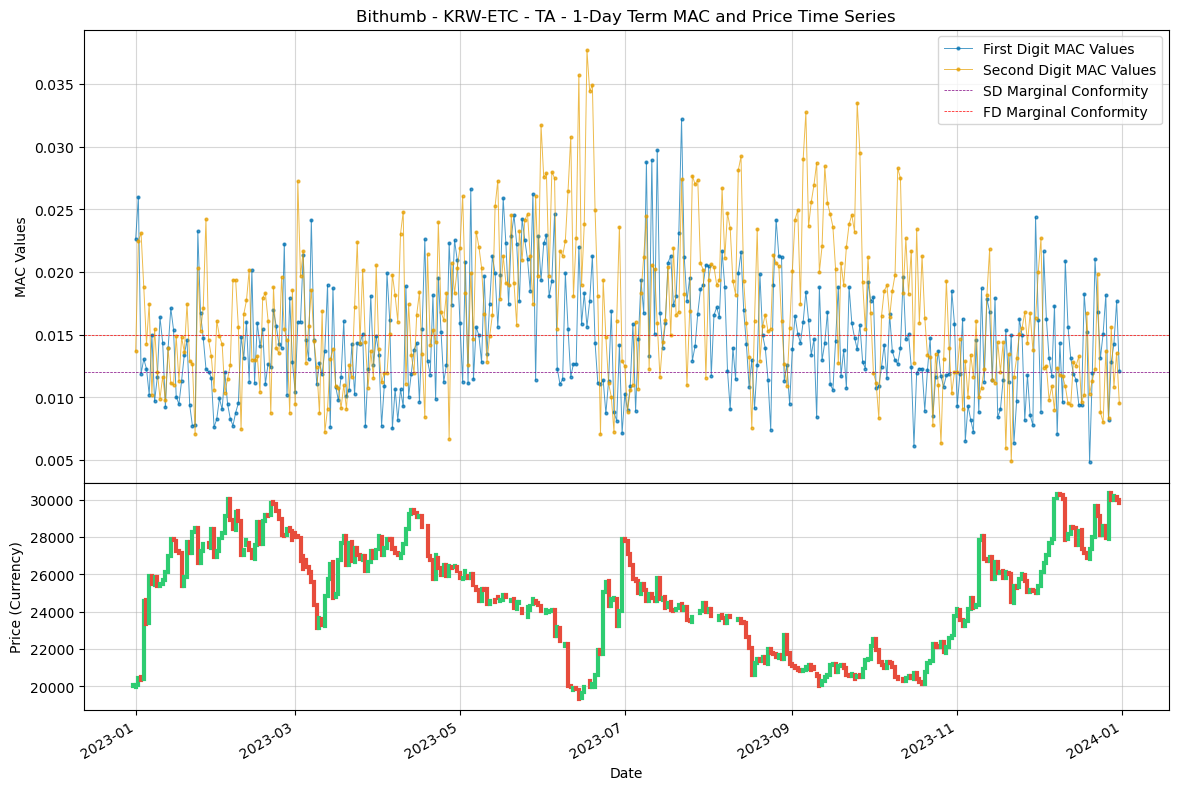 Bithumb - KRW-ETC - TA - 1-Day Term MAC and Price Time Series
First Digit MAC Values
Second Digit MAC Values
SD Marginal Conformity
FD Marginal Conformity
MAC Values
0.035
0.030
0.025
0.020
0.015
0.010
0.005
Price (Currency)
30000
28000
26000
24000
22000
20000
2023-01
2023-03
2023-05
2023-07
2023-09
2023-11
2024-01
Date